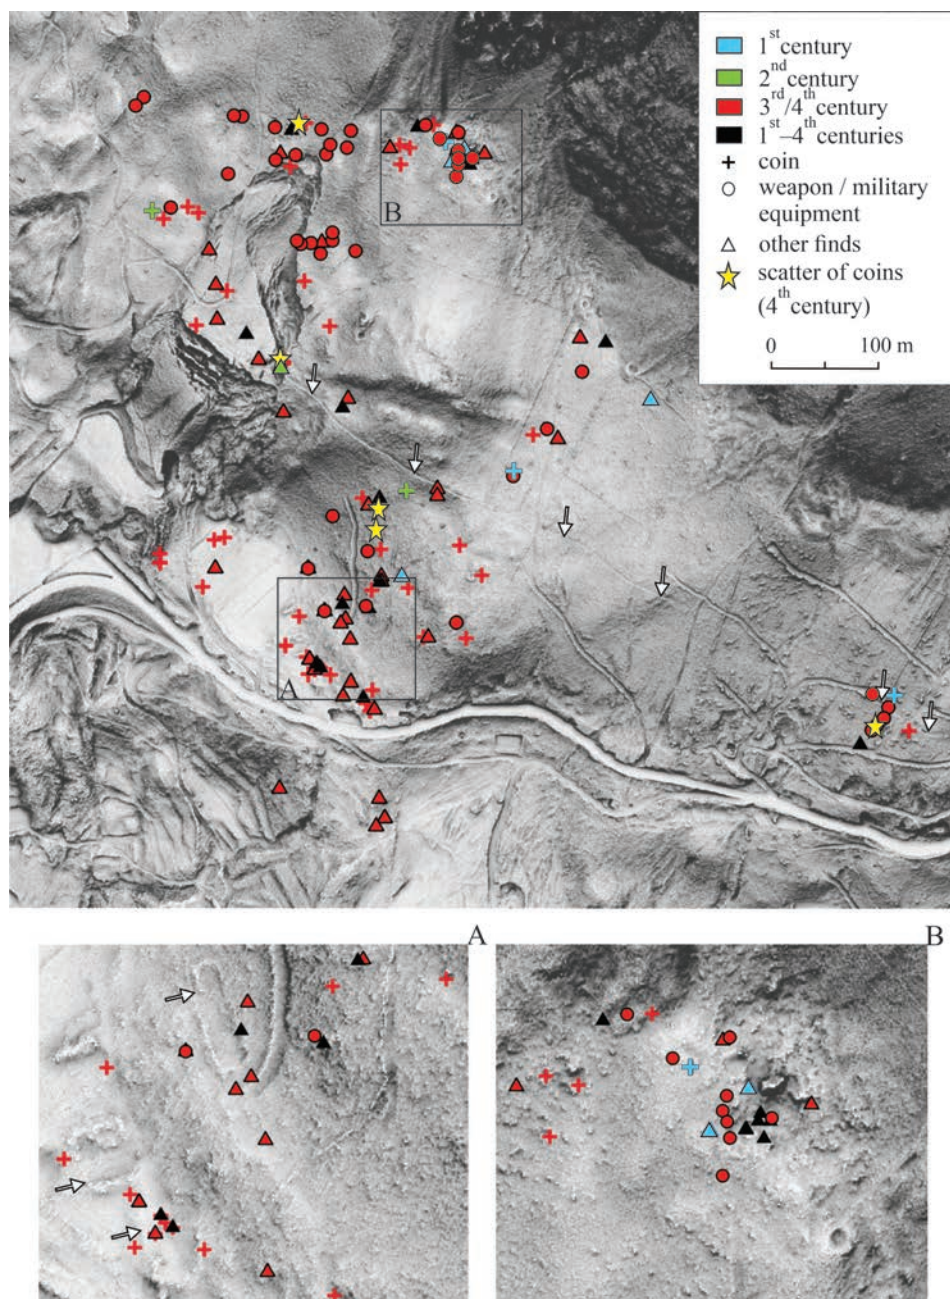 1st century
2nd century
3rd/4th century
1st–4th centuries
coin
weapon / military
equipment
other finds
scatter of coins
(4th century)
0 100 m
B
A
A
B